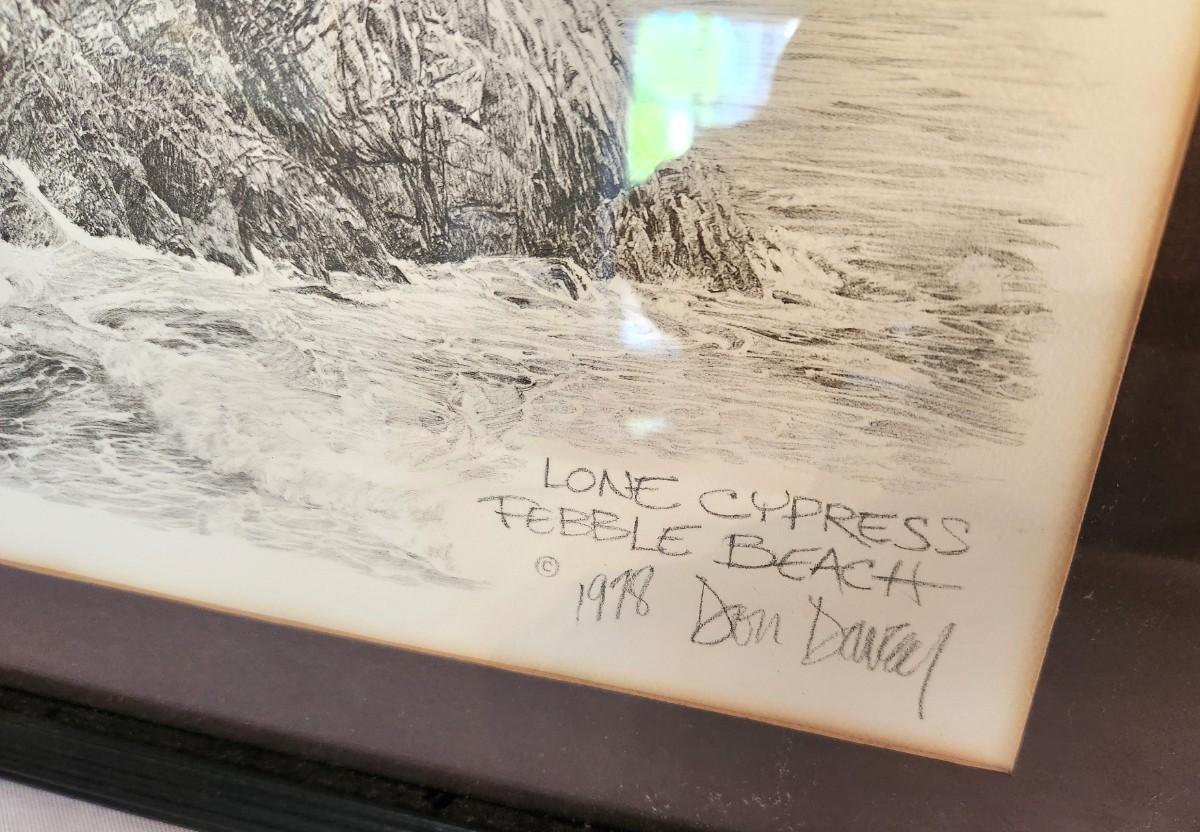 LONE CYPRESS
PEBBLE BEACH
© 1978 Don Davey